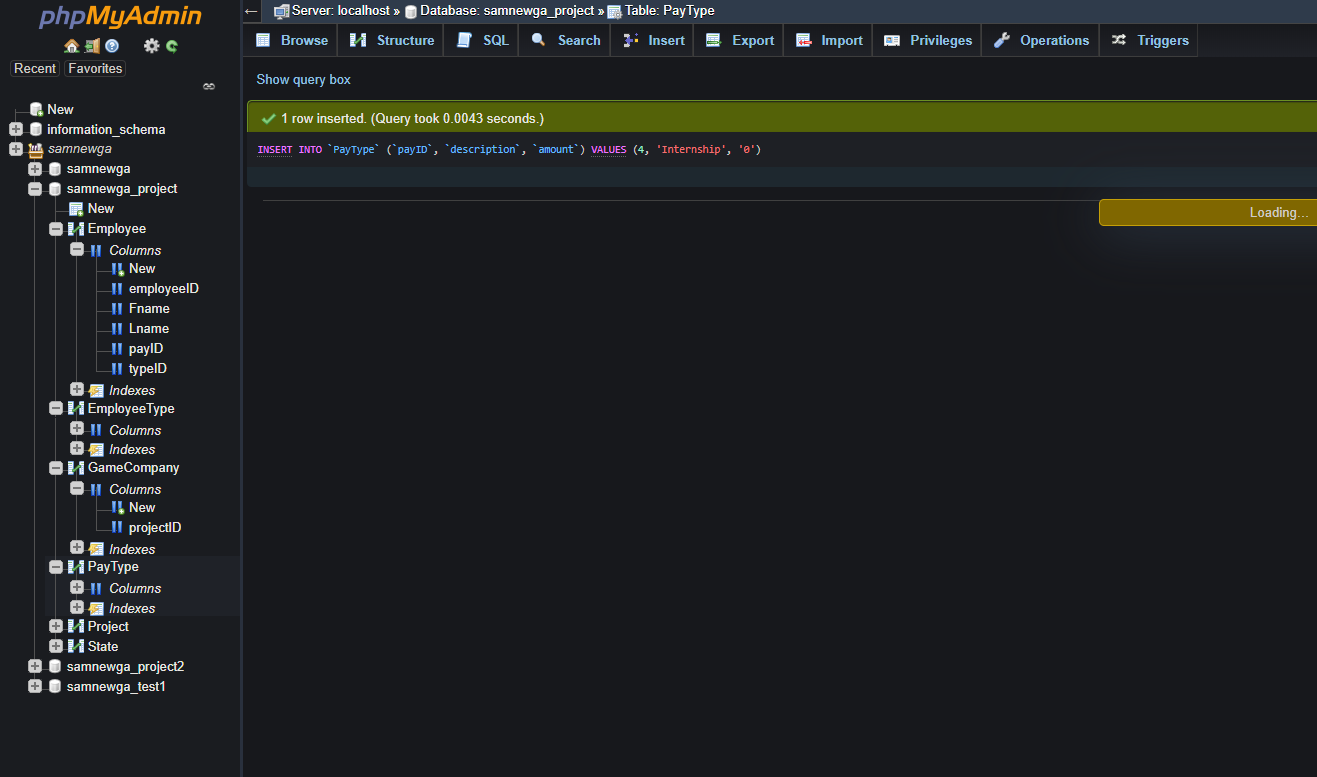 phpMyAdmin
Recent Favorites
New
information_schema
samnewga
samnewga
samnewga_project
New
Employee
Columns
New
employeeID
Fname
Lname
payID
typeID
Indexes
EmployeeType
Columns
Indexes
GameCompany
Columns
New
projectID
Indexes
PayType
Columns
Indexes
Project
State
samnewga_project2
samnewga_test1
← Server: localhost » Database: samnewga_project » Table: PayType
Browse Structure SQL Search Insert Export Import Privileges Operations Triggers
Show query box
1 row inserted. (Query took 0.0043 seconds.)
INSERT INTO `PayType` (`payID`, `description`, `amount`) VALUES (4, 'Internship', '0')
Loading…